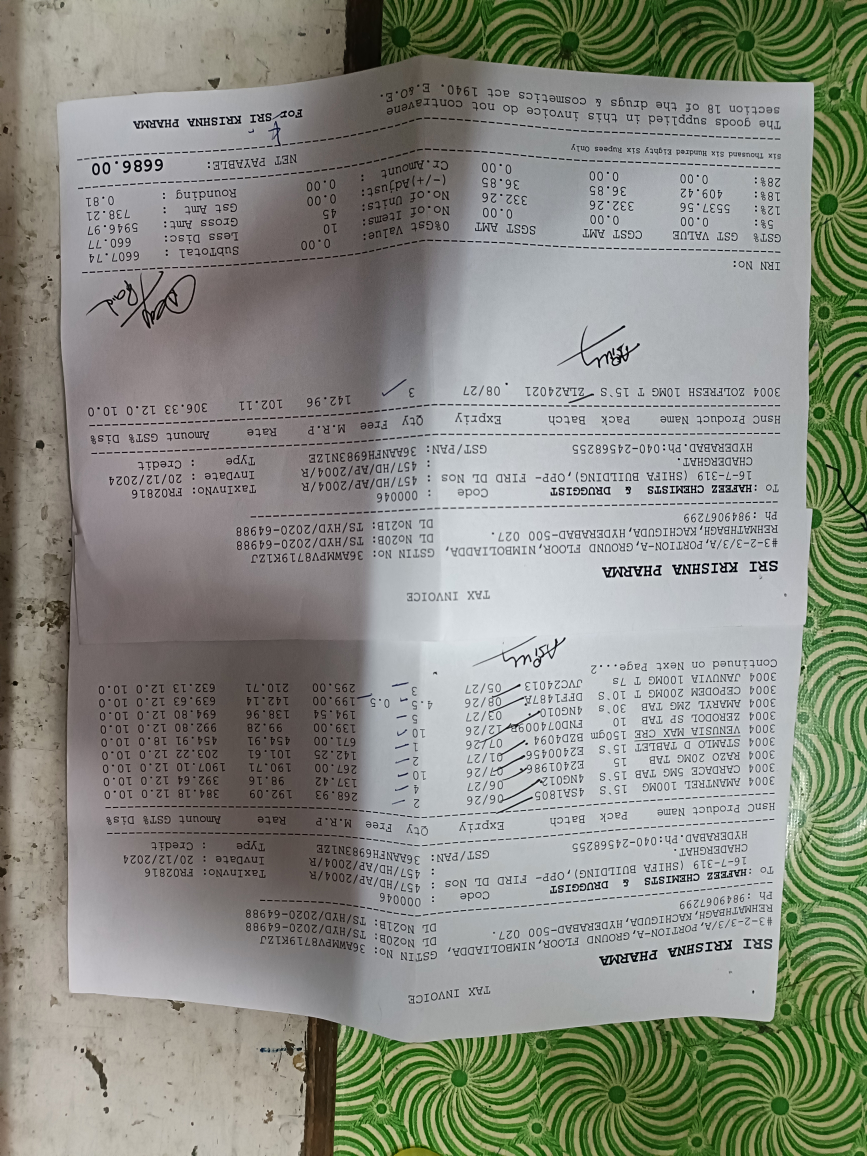 TAX INVOICE
SRI KRISHNA PHARMA
#3-2-3/3/A, PORTION-A, GROUND FLOOR, NIMBOLIADDA, GSTIN No: 36AWMPV8719K1ZJ
REHMATHBAGH, KACHIGUDA, HYDERABAD-500 027. DL No20B: TS/HYD/2020-64988
Ph :9849067299 DL No21B: TS/HYD/2020-64988
To :HAFEEZ CHEMISTS & DRUGGIST Code : 000046 TaxInvNo: FR02816
16-7-319 (SHIFA BUILDING),OPP- FIRD DL Nos : 457/HD/AP/2004/R InvDate : 20/12/2024
CHADERGHAT. : 457/HD/AP/2004/R Type : Credit
HYDERABAD.Ph:040-24568255 GST/PAN: 36AANFH6983N1ZE
HsnC Product Name Pack Batch Expriy Qty Free M.R.P Rate Amount GST% Dis%
3004 AMANTREL 100MG 15'S 4SA1805 06/26 2 268.93 192.09 384.18 12.0 10.0
3004 CARDACE 5MG TAB 15'S 4NG012 06/27 4 137.42 98.16 392.64 12.0 10.0
3004 RAZO 20MG TAB 15 E2401986 07/26 10 267.00 190.71 1907.10 12.0 10.0
3004 STAMLO D TABLET 15'S E2400456 01/27 2 142.25 101.61 203.22 12.0 10.0
3004 VENUSIA MAX CRE 150gm BZD4094 07/26 1 671.00 454.91 454.91 18.0 10.0
3004 ZERODOL SP TAB 10 FND074009B 12/26 10 139.00 99.28 992.80 12.0 10.0
3004 AMARYL 2MG TAB 30's 4NG010 03/27 5 194.54 138.96 694.80 12.0 10.0
3004 CEPODEM 200MG T 10'S DFF1487A 08/26 4.5 0.5 199.00 142.14 639.63 12.0 10.0
3004 JANUVIA 100MG T 7s JVC24013 05/27 3 295.00 210.71 632.13 12.0 10.0
Continued on Next Page...2
TAX INVOICE
SRI KRISHNA PHARMA
#3-2-3/3/A, PORTION-A, GROUND FLOOR, NIMBOLIADDA, GSTIN No: 36AWMPV8719K1ZJ
REHMATHBAGH, KACHIGUDA, HYDERABAD-500 027. DL No20B: TS/HYD/2020-64988
Ph :9849067299 DL No21B: TS/HYD/2020-64988
To :HAFEEZ CHEMISTS & DRUGGIST Code : 000046 TaxInvNo: FR02816
16-7-319 (SHIFA BUILDING),OPP- FIRD DL Nos : 457/HD/AP/2004/R InvDate : 20/12/2024
CHADERGHAT. : 457/HD/AP/2004/R Type : Credit
HYDERABAD.Ph:040-24568255 GST/PAN: 36AANFH6983N1ZE
HsnC Product Name Pack Batch Expriy Qty Free M.R.P Rate Amount GST% Dis%
3004 ZOLFRESH 10MG T 15'S ZLA24021 08/27 3 142.96 102.11 306.33 12.0 10.0
IRN No:
GST% GST VALUE CGST AMT SGST AMT 0%Gst Value: 0.00 SubTotal : 6607.74
5%: 0.00 0.00 0.00 No.of Items: 10 Less Disc: 660.77
12%: 5537.56 332.26 332.26 No.of Units: 45 Gross Amt: 5946.97
18%: 409.42 36.85 36.85 (-/+)Adjust: 0.00 Gst Amt : 738.21
28%: 0.00 0.00 0.00 Cr.Amount : 0.00 Rounding : 0.81
Six Thousand Six Hundred Eighty Six Rupees Only NET PAYABLE: 6686.00
The goods supplied in this invoice do not contravene For SRI KRISHNA PHARMA
section 18 of the drugs & cosmetics act 1940. E.&O.E.